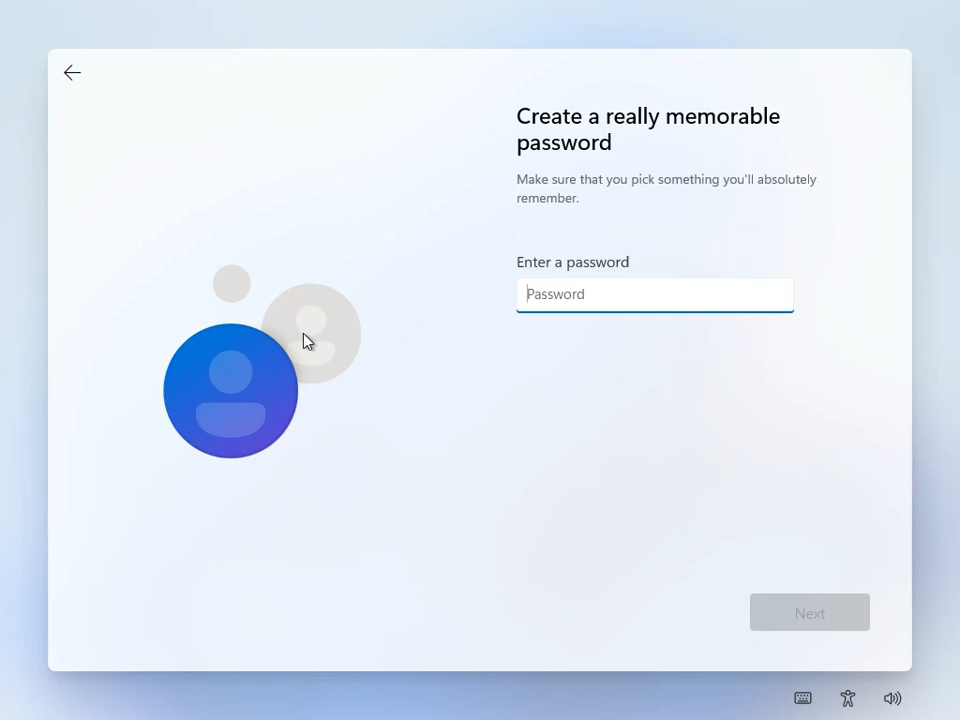 Create a really memorable
password
Make sure that you pick something you'll absolutely
remember.
Enter a password
Password
Next